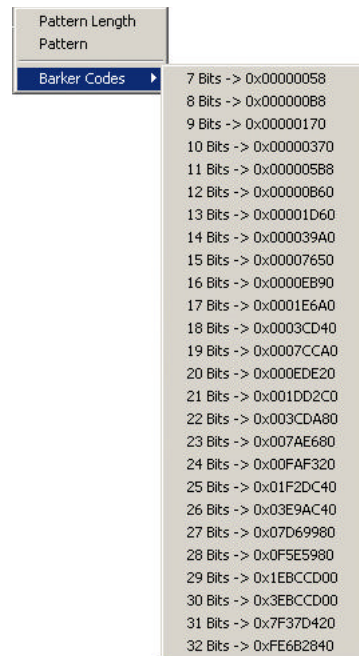 Pattern Length
Pattern
Barker Codes
7 Bits -> 0x00000058
8 Bits -> 0x000000B8
9 Bits -> 0x00000170
10 Bits -> 0x00000370
11 Bits -> 0x000005B8
12 Bits -> 0x00000B60
13 Bits -> 0x00001D60
14 Bits -> 0x000039A0
15 Bits -> 0x00007650
16 Bits -> 0x0000EB90
17 Bits -> 0x0001E6A0
18 Bits -> 0x0003CD40
19 Bits -> 0x0007CCA0
20 Bits -> 0x000EDE20
21 Bits -> 0x001DD2C0
22 Bits -> 0x003CDA80
23 Bits -> 0x007AE680
24 Bits -> 0x00FAF320
25 Bits -> 0x01F2DC40
26 Bits -> 0x03E9AC40
27 Bits -> 0x07D69980
28 Bits -> 0x0F5E5980
29 Bits -> 0x1EBCCD00
30 Bits -> 0x3EBCCD00
31 Bits -> 0x7F37D420
32 Bits -> 0xFE6B2840